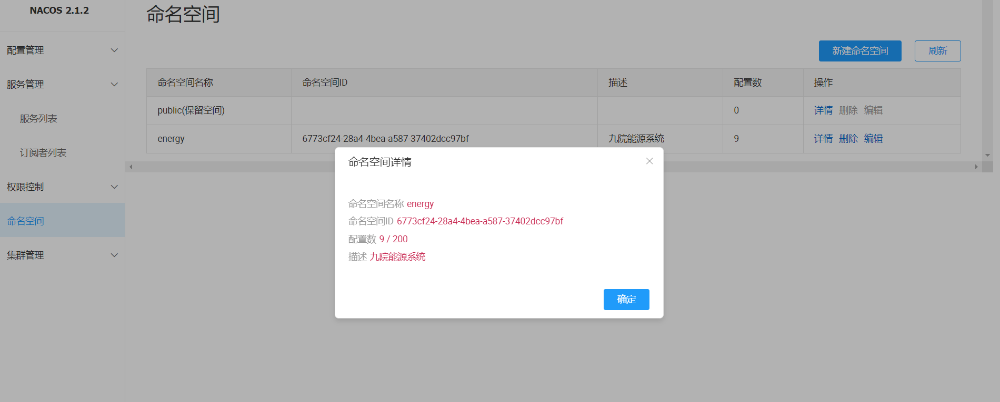 NACOS 2.1.2
配置管理
服务管理
服务列表
订阅者列表
权限控制
命名空间
集群管理
命名空间
新建命名空间 刷新
命名空间名称 命名空间ID 描述 配置数 操作
public(保留空间) 0 详情 删除 编辑
energy 6773cf24-28a4-4bea-a587-37402dcc97bf 九院能源系统 9 详情 删除 编辑
命名空间详情
命名空间名称 energy
命名空间ID 6773cf24-28a4-4bea-a587-37402dcc97bf
配置数 9 / 200
描述 九院能源系统
确定